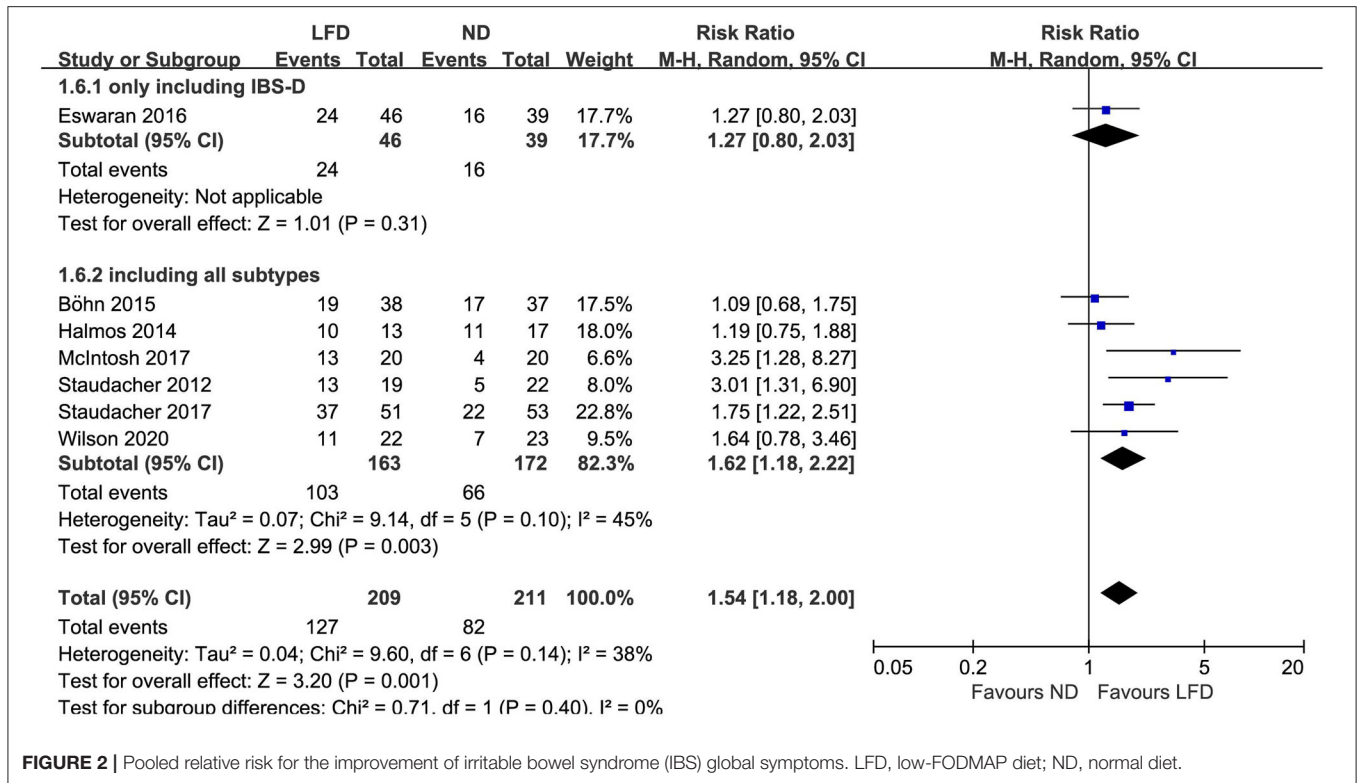 LFD ND Risk Ratio Risk Ratio
Study or Subgroup Events Total Events Total Weight M-H, Random, 95% CI M-H, Random, 95% CI
1.6.1 only including IBS-D
Eswaran 2016 24 46 16 39 17.7% 1.27 [0.80, 2.03]
Subtotal (95% CI) 46 39 17.7% 1.27 [0.80, 2.03]
Total events 24 16
Heterogeneity: Not applicable
Test for overall effect: Z = 1.01 (P = 0.31)
1.6.2 including all subtypes
Böhn 2015 19 38 17 37 17.5% 1.09 [0.68, 1.75]
Halmos 2014 10 13 11 17 18.0% 1.19 [0.75, 1.88]
McIntosh 2017 13 20 4 20 6.6% 3.25 [1.28, 8.27]
Staudacher 2012 13 19 5 22 8.0% 3.01 [1.31, 6.90]
Staudacher 2017 37 51 22 53 22.8% 1.75 [1.22, 2.51]
Wilson 2020 11 22 7 23 9.5% 1.64 [0.78, 3.46]
Subtotal (95% CI) 163 172 82.3% 1.62 [1.18, 2.22]
Total events 103 66
Heterogeneity: Tau² = 0.07; Chi² = 9.14, df = 5 (P = 0.10); I² = 45%
Test for overall effect: Z = 2.99 (P = 0.003)
Total (95% CI) 209 211 100.0% 1.54 [1.18, 2.00]
Total events 127 82
Heterogeneity: Tau² = 0.04; Chi² = 9.60, df = 6 (P = 0.14); I² = 38%
Test for overall effect: Z = 3.20 (P = 0.001)
Test for subgroup differences: Chi² = 0.71, df = 1 (P = 0.40), I² = 0%
0.05 0.2 1 5 20
Favours ND Favours LFD
FIGURE 2 | Pooled relative risk for the improvement of irritable bowel syndrome (IBS) global symptoms. LFD, low-FODMAP diet; ND, normal diet.